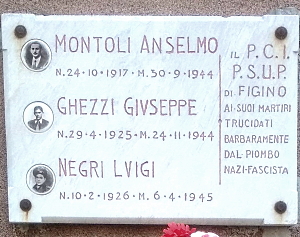 MONTOLI ANSELMO
N.24-10-1917-M.30-9-1944
GHEZZI GIVSEPPE
N.29-4-1925-M.24-11-1944
NEGRI LVIGI
N.10-2-1926-M.6-4-1945
IL P.C.I.
P.S.U.P.
DI FIGINO
AI SUOI MARTIRI
TRUCIDATI
BARBARAMENTE
DAL PIOMBO
NAZI-FASCISTA